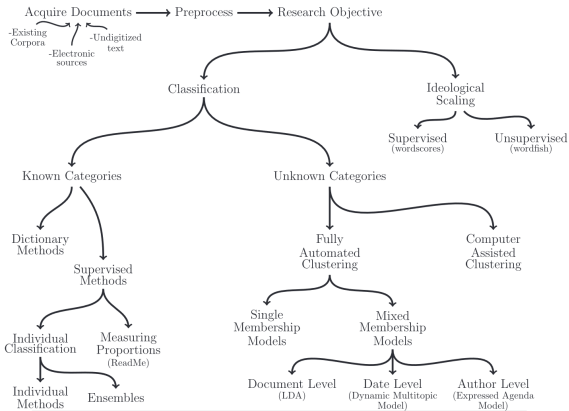 Acquire Documents Preprocess Research Objective
-Existing
Corpora
-Electronic
sources
-Undigitized
text
Classification
Ideological
Scaling
Supervised
(wordscores)
Unsupervised
(wordfish)
Known Categories
Unknown Categories
Dictionary
Methods
Supervised
Methods
Fully
Automated
Clustering
Computer
Assisted
Clustering
Individual
Classification
Measuring
Proportions
(ReadMe)
Single
Membership
Models
Mixed
Membership
Models
Individual
Methods
Ensembles
Document Level
(LDA)
Date Level
(Dynamic Multitopic
Model)
Author Level
(Expressed Agenda
Model)